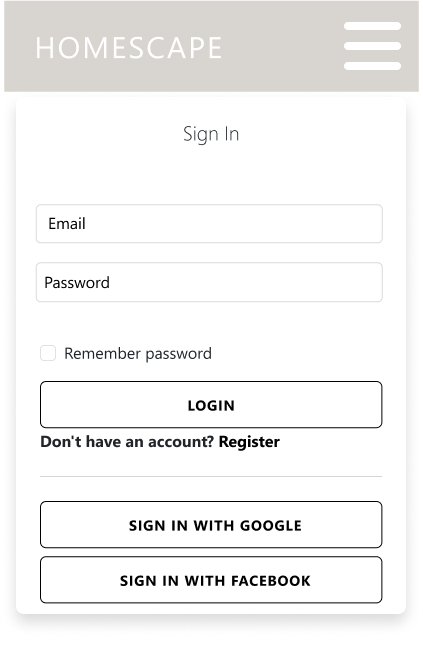 HOMESCAPE
Sign In
Email
Password
Remember password
LOGIN
Don't have an account? Register
SIGN IN WITH GOOGLE
SIGN IN WITH FACEBOOK